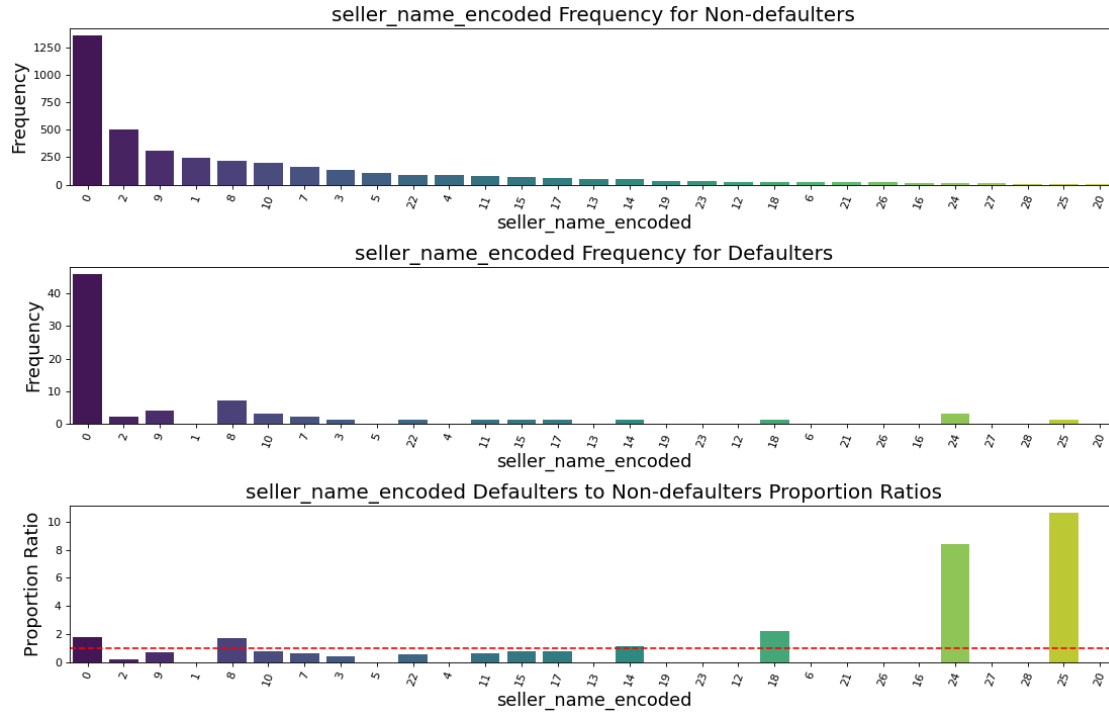 seller_name_encoded Frequency for Non-defaulters
Frequency
1250
1000
750
500
250
0
0 2 9 1 8 10 7 3 5 22 4 11 15 17 13 14 19 23 12 18 6 21 26 16 24 27 28 25 20
seller_name_encoded
seller_name_encoded Frequency for Defaulters
Frequency
40
30
20
10
0
0 2 9 1 8 10 7 3 5 22 4 11 15 17 13 14 19 23 12 18 6 21 26 16 24 27 28 25 20
seller_name_encoded
seller_name_encoded Defaulters to Non-defaulters Proportion Ratios
Proportion Ratio
10
8
6
4
2
0
0 2 9 1 8 10 7 3 5 22 4 11 15 17 13 14 19 23 12 18 6 21 26 16 24 27 28 25 20
seller_name_encoded